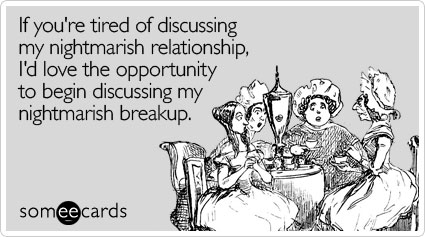 If you're tired of discussing
my nightmarish relationship,
I'd love the opportunity
to begin discussing my
nightmarish breakup.
someecards